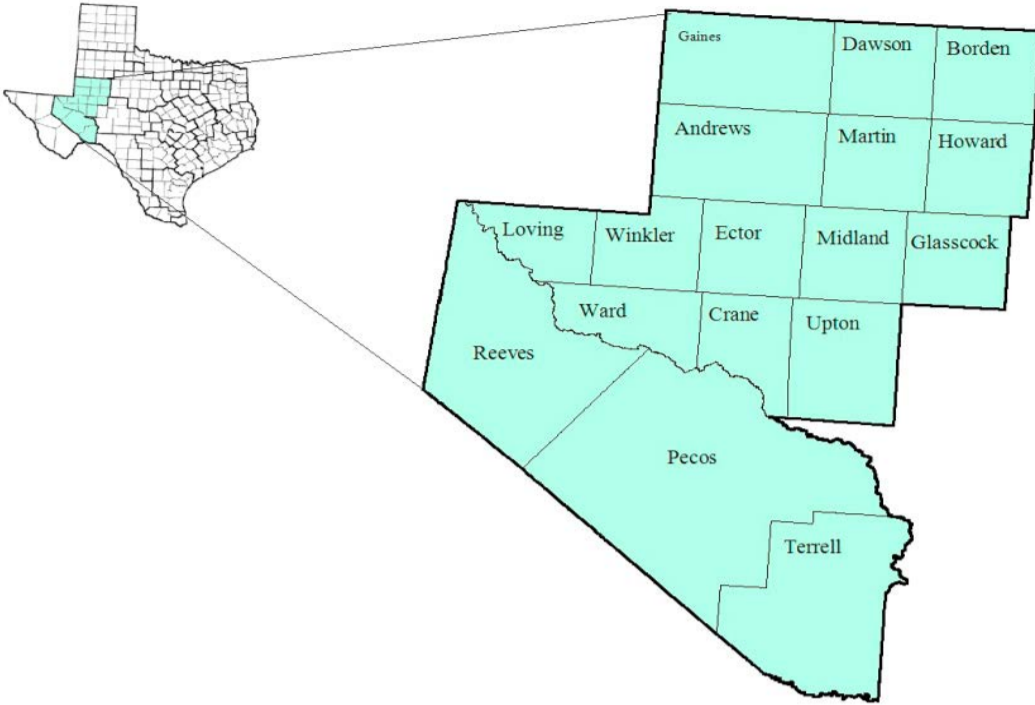 Gaines
Dawson
Borden
Andrews
Martin
Howard
Loving
Winkler
Ector
Midland
Glasscock
Ward
Crane
Upton
Reeves
Pecos
Terrell